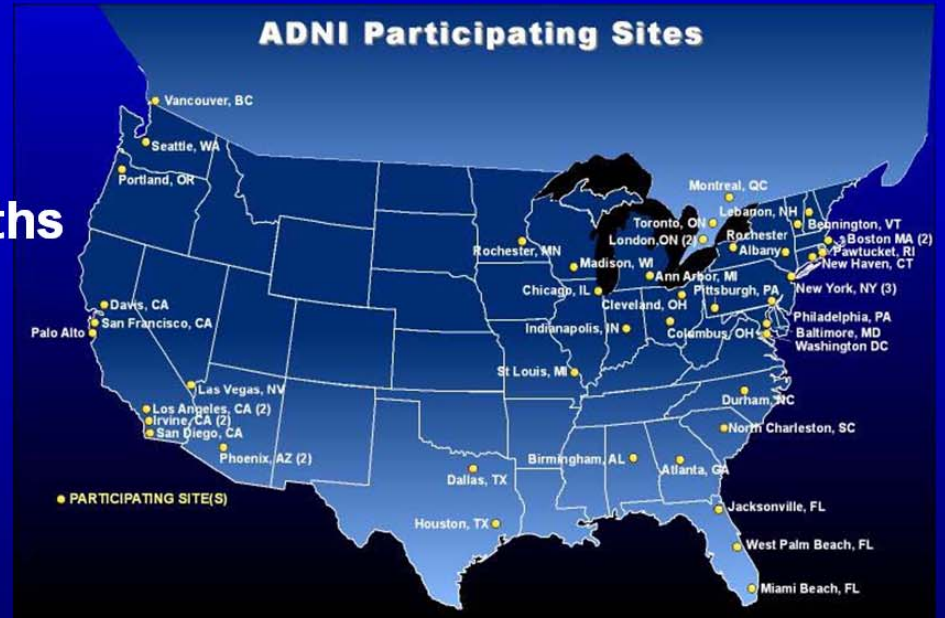 ADNI Participating Sites
Vancouver, BC
Seattle, WA
Portland, OR
ths
Montreal, QC
Lebanon, NH
Toronto, ON
Bennington, VT
London,ON (2)
Rochester
Boston MA (2)
Rochester, MN
Albany
Pawtucket, RI
Madison, WI
New Haven, CT
Ann Arbor, MI
Chicago, IL
Pittsburgh, PA
New York, NY (3)
Cleveland, OH
Davis, CA
San Francisco, CA
Philadelphia, PA
Palo Alto
Indianapolis, IN
Columbus, OH
Baltimore, MD
Washington DC
St Louis, MI
Las Vegas, NV
Durham, NC
Los Angeles, CA (2)
Irvine, CA (2)
San Diego, CA
North Charleston, SC
Phoenix, AZ (2)
Birmingham, AL
Atlanta, GA
Dallas, TX
PARTICIPATING SITE(S)
Jacksonville, FL
Houston, TX
West Palm Beach, FL
Miami Beach, FL